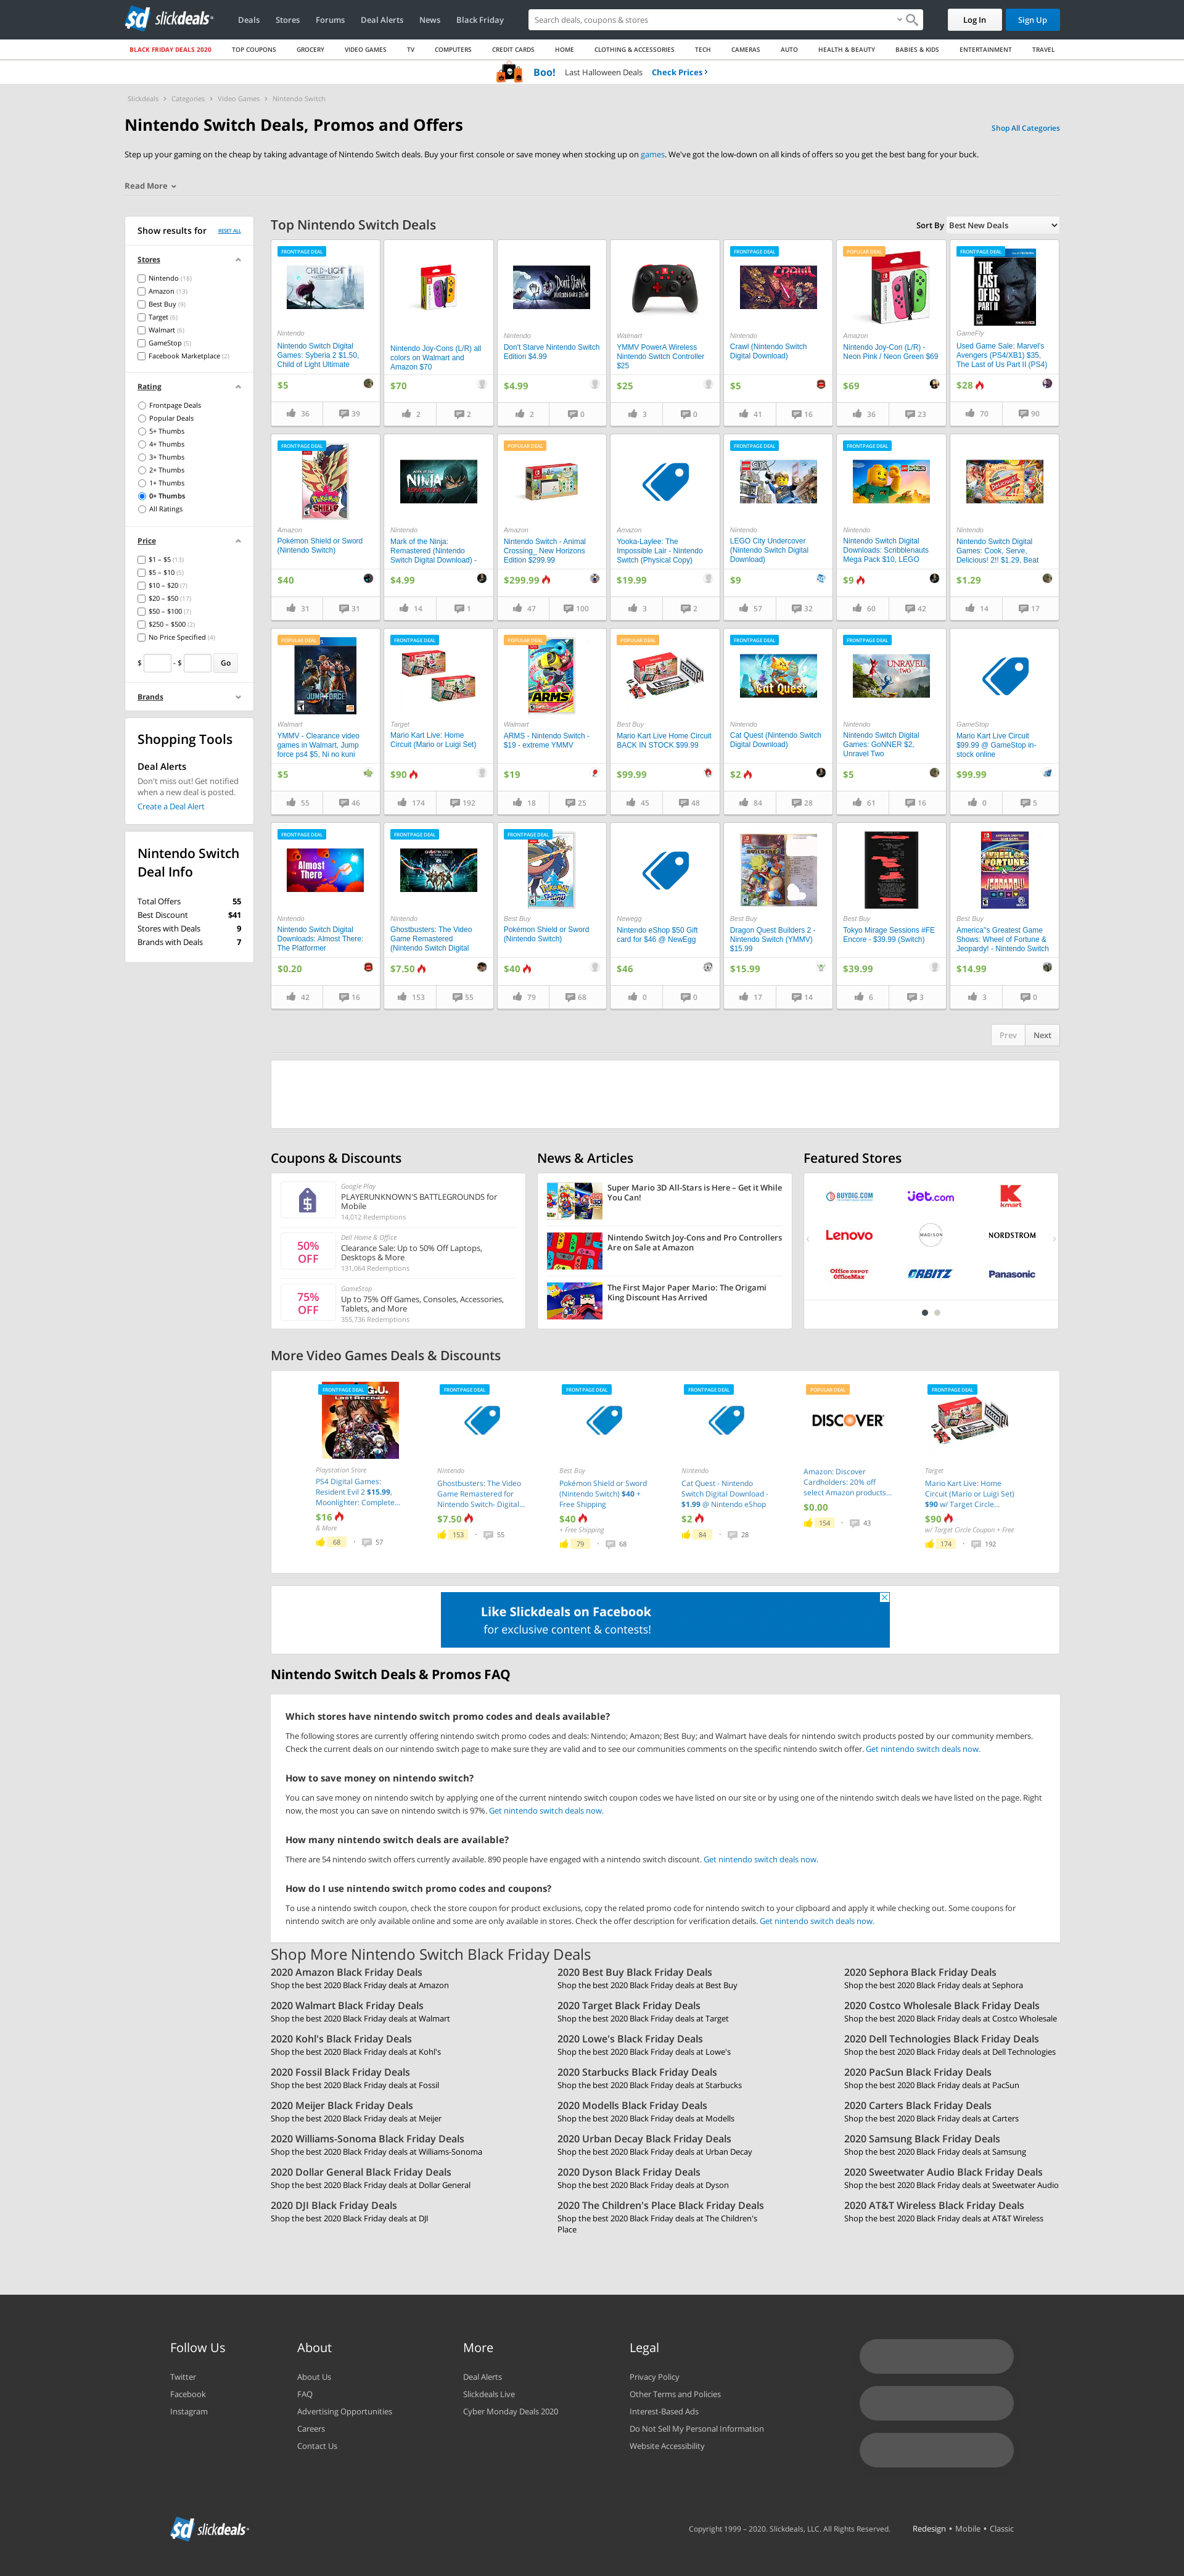 slickdeals
Deals
Stores
Forums
Deal Alerts
News
Black Friday
Search deals, coupons & stores
Log In
Sign Up
BLACK FRIDAY DEALS 2020
TOP COUPONS
GROCERY
VIDEO GAMES
TV
COMPUTERS
CREDIT CARDS
HOME
CLOTHING & ACCESSORIES
TECH
CAMERAS
AUTO
HEALTH & BEAUTY
BABIES & KIDS
ENTERTAINMENT
TRAVEL
Boo! Last Halloween Deals Check Prices ›
Slickdeals › Categories › Video Games › Nintendo Switch
Nintendo Switch Deals, Promos and Offers
Shop All Categories
Step up your gaming on the cheap by taking advantage of Nintendo Switch deals. Buy your first console or save money when stocking up on games. We've got the low-down on all kinds of offers so you get the best bang for your buck.
Read More
Show results for
RESET ALL
Stores
Nintendo (18)
Amazon (13)
Best Buy (9)
Target (6)
Walmart (6)
GameStop (5)
Facebook Marketplace (2)
Rating
Frontpage Deals
Popular Deals
5+ Thumbs
4+ Thumbs
3+ Thumbs
2+ Thumbs
1+ Thumbs
0+ Thumbs
All Ratings
Price
$1 – $5 (13)
$5 – $10 (5)
$10 – $20 (7)
$20 – $50 (17)
$50 – $100 (7)
$250 – $500 (2)
No Price Specified (4)
$ - $ Go
Brands
Shopping Tools
Deal Alerts
Don't miss out! Get notified
when a new deal is posted.
Create a Deal Alert
Nintendo Switch
Deal Info
Total Offers 55
Best Discount $41
Stores with Deals 9
Brands with Deals 7
Top Nintendo Switch Deals
Sort By Best New Deals
FRONTPAGE DEAL
CHILD of LIGHT
Nintendo
Nintendo Switch Digital
Games: Syberia 2 $1.50,
Child of Light Ultimate
$5
36 39
Nintendo Joy-Cons (L/R) all
colors on Walmart and
Amazon $70
$70
2 2
Don't Starve
Nintendo
Don't Starve Nintendo Switch
Edition $4.99
$4.99
2 0
Walmart
YMMV PowerA Wireless
Nintendo Switch Controller
$25
$25
3 0
FRONTPAGE DEAL
CRAWL
Nintendo
Crawl (Nintendo Switch
Digital Download)
$5
41 16
POPULAR DEAL
Amazon
Nintendo Joy-Con (L/R) -
Neon Pink / Neon Green $69
$69
36 23
FRONTPAGE DEAL
THE
LAST
OF US
PART II
GameFly
Used Game Sale: Marvel's
Avengers (PS4/XB1) $35,
The Last of Us Part II (PS4)
$28
70 90
FRONTPAGE DEAL
Pokémon
SHIELD
Amazon
Pokémon Shield or Sword
(Nintendo Switch)
$40
31 31
NINJA
Nintendo
Mark of the Ninja:
Remastered (Nintendo
Switch Digital Download) -
$4.99
14 1
POPULAR DEAL
Amazon
Nintendo Switch - Animal
Crossing_ New Horizons
Edition $299.99
$299.99
47 100
Amazon
Yooka-Laylee: The
Impossible Lair - Nintendo
Switch (Physical Copy)
$19.99
3 2
FRONTPAGE DEAL
Nintendo
LEGO City Undercover
(Nintendo Switch Digital
Download)
$9
57 32
FRONTPAGE DEAL
Nintendo
Nintendo Switch Digital
Downloads: Scribblenauts
Mega Pack $10, LEGO
$9
60 42
Nintendo
Nintendo Switch Digital
Games: Cook, Serve,
Delicious! 2!! $1.29, Beat
$1.29
14 17
POPULAR DEAL
JUMP FORCE
Walmart
YMMV - Clearance video
games in Walmart, Jump
force ps4 $5, Ni no kuni
$5
55 46
FRONTPAGE DEAL
Target
Mario Kart Live: Home
Circuit (Mario or Luigi Set)
$90
174 192
POPULAR DEAL
ARMS
Walmart
ARMS - Nintendo Switch -
$19 - extreme YMMV
$19
18 25
POPULAR DEAL
Best Buy
Mario Kart Live Home Circuit
BACK IN STOCK $99.99
$99.99
45 48
FRONTPAGE DEAL
Cat Quest
Nintendo
Cat Quest (Nintendo Switch
Digital Download)
$2
84 28
FRONTPAGE DEAL
UNRAVEL
TWO
Nintendo
Nintendo Switch Digital
Games: GoNNER $2,
Unravel Two
$5
61 16
GameStop
Mario Kart Live Circuit
$99.99 @ GameStop in-
stock online
$99.99
0 5
FRONTPAGE DEAL
Almost
There
Nintendo
Nintendo Switch Digital
Downloads: Almost There:
The Platformer
$0.20
42 16
FRONTPAGE DEAL
GHOSTBUSTERS
Nintendo
Ghostbusters: The Video
Game Remastered
(Nintendo Switch Digital
$7.50
153 55
FRONTPAGE DEAL
Pokémon
SWORD
Best Buy
Pokémon Shield or Sword
(Nintendo Switch)
$40
79 68
Newegg
Nintendo eShop $50 Gift
card for $46 @ NewEgg
$46
0 0
BUILDERS
Best Buy
Dragon Quest Builders 2 -
Nintendo Switch (YMMV)
$15.99
$15.99
17 14
Best Buy
Tokyo Mirage Sessions #FE
Encore - $39.99 (Switch)
$39.99
6 3
WHEEL OF
FORTUNE
&
JEOPARDY!
Best Buy
America"s Greatest Game
Shows: Wheel of Fortune &
Jeopardy! - Nintendo Switch
$14.99
3 0
Prev Next
Coupons & Discounts
Google Play
PLAYERUNKNOWN'S BATTLEGROUNDS for
Mobile
14,012 Redemptions
50%
OFF
Dell Home & Office
Clearance Sale: Up to 50% Off Laptops,
Desktops & More
131,064 Redemptions
75%
OFF
GameStop
Up to 75% Off Games, Consoles, Accessories,
Tablets, and More
355,736 Redemptions
News & Articles
Super Mario 3D All-Stars is Here – Get it While
You Can!
Nintendo Switch Joy-Cons and Pro Controllers
Are on Sale at Amazon
The First Major Paper Mario: The Origami
King Discount Has Arrived
Featured Stores
BUYDIG.COM
jet.com
kmart
Lenovo
MADISON
NORDSTROM
Office DEPOT
OfficeMax
ORBITZ
Panasonic
More Video Games Deals & Discounts
FRONTPAGE DEAL
Playstation Store
PS4 Digital Games:
Resident Evil 2 $15.99,
Moonlighter: Complete...
$16
& More
68 · 57
FRONTPAGE DEAL
Nintendo
Ghostbusters: The Video
Game Remastered for
Nintendo Switch- Digital...
$7.50
153 · 55
FRONTPAGE DEAL
Best Buy
Pokémon Shield or Sword
(Nintendo Switch) $40 +
Free Shipping
$40
+ Free Shipping
79 · 68
FRONTPAGE DEAL
Nintendo
Cat Quest - Nintendo
Switch Digital Download -
$1.99 @ Nintendo eShop
$2
84 · 28
POPULAR DEAL
DISCOVER
Amazon: Discover
Cardholders: 20% off
select Amazon products...
$0.00
154 · 43
FRONTPAGE DEAL
Target
Mario Kart Live: Home
Circuit (Mario or Luigi Set)
$90 w/ Target Circle...
$90
w/ Target Circle Coupon + Free
174 · 192
Like Slickdeals on Facebook
for exclusive content & contests!
Nintendo Switch Deals & Promos FAQ
Which stores have nintendo switch promo codes and deals available?
The following stores are currently offering nintendo switch promo codes and deals: Nintendo; Amazon; Best Buy; and Walmart have deals for nintendo switch products posted by our community members.
Check the current deals on our nintendo switch page to make sure they are valid and to see our communities comments on the specific nintendo switch offer. Get nintendo switch deals now.
How to save money on nintendo switch?
You can save money on nintendo switch by applying one of the current nintendo switch coupon codes we have listed on our site or by using one of the nintendo switch deals we have listed on the page. Right
now, the most you can save on nintendo switch is 97%. Get nintendo switch deals now.
How many nintendo switch deals are available?
There are 54 nintendo switch offers currently available. 890 people have engaged with a nintendo switch discount. Get nintendo switch deals now.
How do I use nintendo switch promo codes and coupons?
To use a nintendo switch coupon, check the store coupon for product exclusions, copy the related promo code for nintendo switch to your clipboard and apply it while checking out. Some coupons for
nintendo switch are only available online and some are only available in stores. Check the offer description for verification details. Get nintendo switch deals now.
Shop More Nintendo Switch Black Friday Deals
2020 Amazon Black Friday Deals
Shop the best 2020 Black Friday deals at Amazon
2020 Best Buy Black Friday Deals
Shop the best 2020 Black Friday deals at Best Buy
2020 Sephora Black Friday Deals
Shop the best 2020 Black Friday deals at Sephora
2020 Walmart Black Friday Deals
Shop the best 2020 Black Friday deals at Walmart
2020 Target Black Friday Deals
Shop the best 2020 Black Friday deals at Target
2020 Costco Wholesale Black Friday Deals
Shop the best 2020 Black Friday deals at Costco Wholesale
2020 Kohl's Black Friday Deals
Shop the best 2020 Black Friday deals at Kohl's
2020 Lowe's Black Friday Deals
Shop the best 2020 Black Friday deals at Lowe's
2020 Dell Technologies Black Friday Deals
Shop the best 2020 Black Friday deals at Dell Technologies
2020 Fossil Black Friday Deals
Shop the best 2020 Black Friday deals at Fossil
2020 Starbucks Black Friday Deals
Shop the best 2020 Black Friday deals at Starbucks
2020 PacSun Black Friday Deals
Shop the best 2020 Black Friday deals at PacSun
2020 Meijer Black Friday Deals
Shop the best 2020 Black Friday deals at Meijer
2020 Modells Black Friday Deals
Shop the best 2020 Black Friday deals at Modells
2020 Carters Black Friday Deals
Shop the best 2020 Black Friday deals at Carters
2020 Williams-Sonoma Black Friday Deals
Shop the best 2020 Black Friday deals at Williams-Sonoma
2020 Urban Decay Black Friday Deals
Shop the best 2020 Black Friday deals at Urban Decay
2020 Samsung Black Friday Deals
Shop the best 2020 Black Friday deals at Samsung
2020 Dollar General Black Friday Deals
Shop the best 2020 Black Friday deals at Dollar General
2020 Dyson Black Friday Deals
Shop the best 2020 Black Friday deals at Dyson
2020 Sweetwater Audio Black Friday Deals
Shop the best 2020 Black Friday deals at Sweetwater Audio
2020 DJI Black Friday Deals
Shop the best 2020 Black Friday deals at DJI
2020 The Children's Place Black Friday Deals
Shop the best 2020 Black Friday deals at The Children's
Place
2020 AT&T Wireless Black Friday Deals
Shop the best 2020 Black Friday deals at AT&T Wireless
Follow Us
Twitter
Facebook
Instagram
About
About Us
FAQ
Advertising Opportunities
Careers
Contact Us
More
Deal Alerts
Slickdeals Live
Cyber Monday Deals 2020
Legal
Privacy Policy
Other Terms and Policies
Interest-Based Ads
Do Not Sell My Personal Information
Website Accessibility
slickdeals
Copyright 1999 – 2020. Slickdeals, LLC. All Rights Reserved.
Redesign • Mobile • Classic